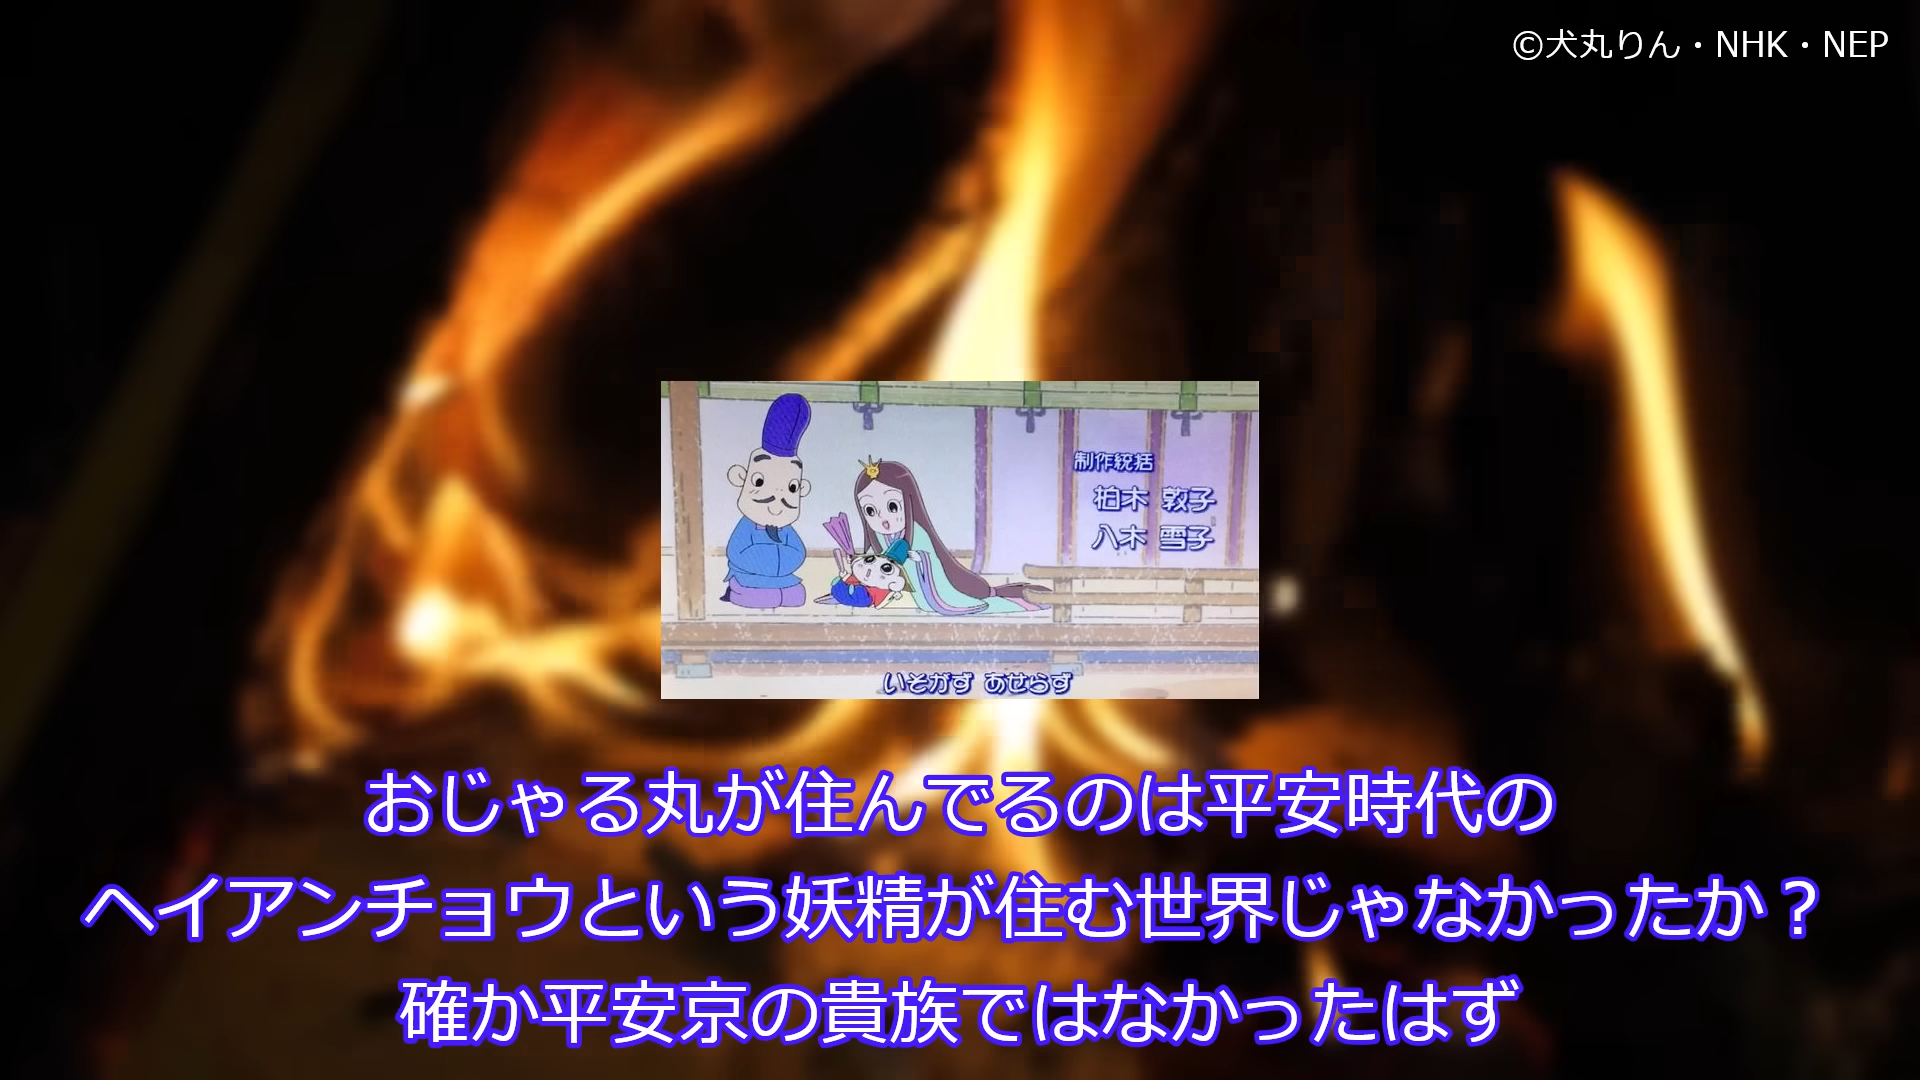 ©犬丸りん・NHK・NEP
制作統括
柏木 敦子
八木 雪子
いそがず あせらず
おじゃる丸が住んでるのは平安時代の
ヘイアンチョウという妖精が住む世界じゃなかったか？
確か平安京の貴族ではなかったはず